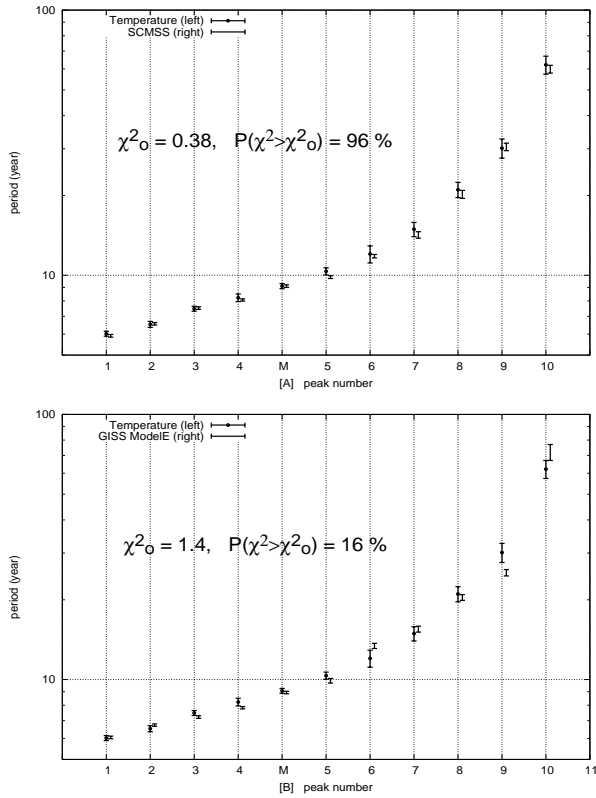 100
Temperature (left)
SCMSS (right)
χ²o = 0.38, P(χ²>χ²o) = 96 %
period (year)
10
1 2 3 4 M 5 6 7 8 9 10
[A] peak number
100
Temperature (left)
GISS ModelE (right)
χ²o = 1.4, P(χ²>χ²o) = 16 %
period (year)
10
1 2 3 4 M 5 6 7 8 9 10 11
[B] peak number